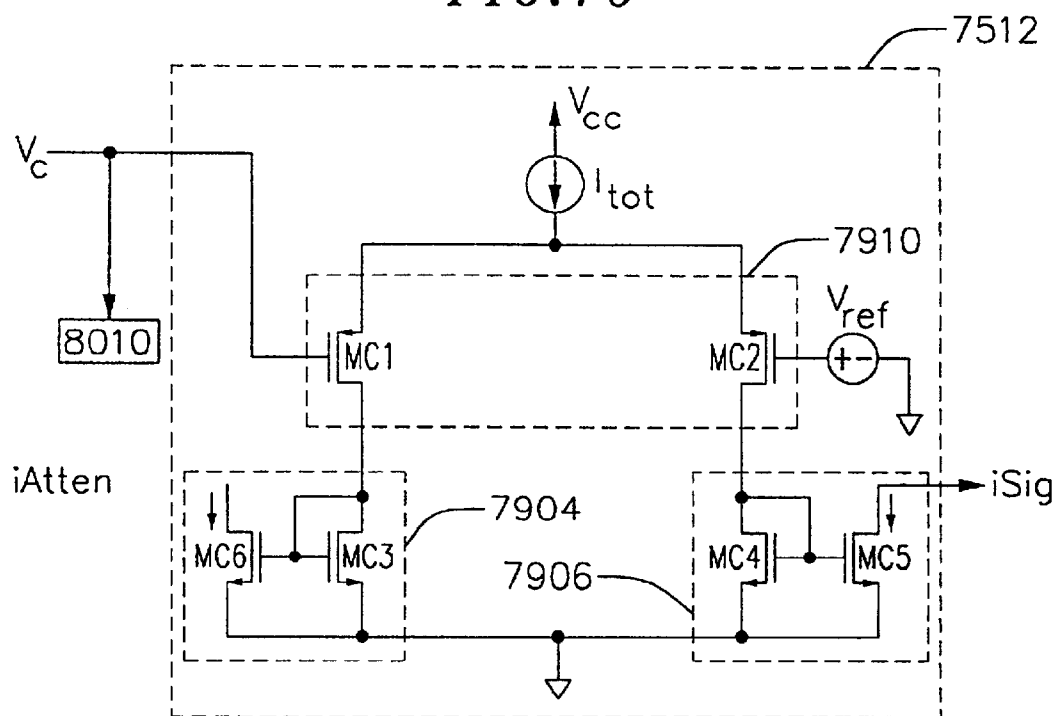 7512
Vc
Vcc
Itot
7910
8010
MC1
MC2
Vref
+-
iAtten
7904
iSig
MC6
MC3
MC4
MC5
7906